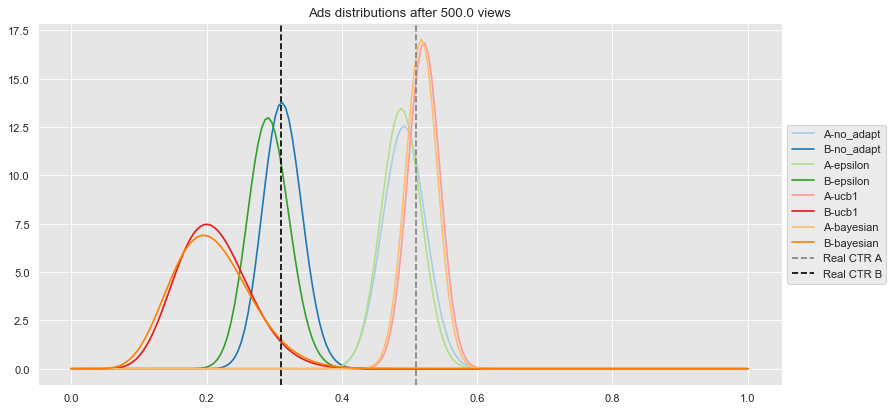 Ads distributions after 500.0 views
17.5
15.0
12.5
10.0
7.5
5.0
2.5
0.0
0.0 0.2 0.4 0.6 0.8 1.0
A-no_adapt
B-no_adapt
A-epsilon
B-epsilon
A-ucb1
B-ucb1
A-bayesian
B-bayesian
Real CTR A
Real CTR B